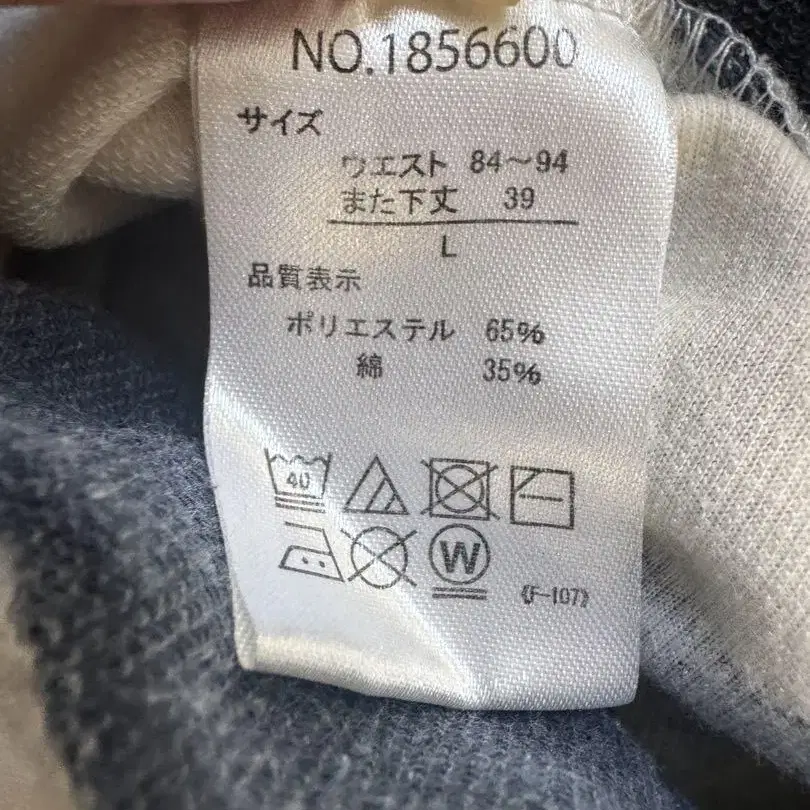 NO.1856600
サイズ
ウエスト 84～94
また下丈 39
L
品質表示
ポリエステル 65%
綿 35%
40
W
(F-107)